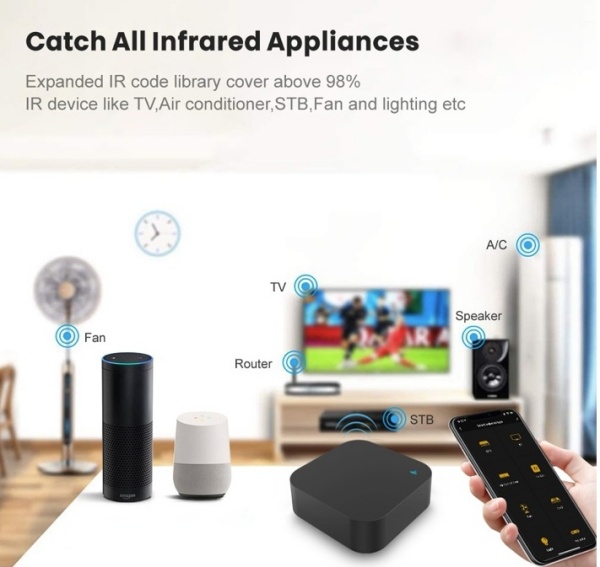 Catch All Infrared Appliances
Expanded IR code library cover above 98%
IR device like TV,Air conditioner,STB,Fan and lighting etc
A/C
TV
Speaker
Fan
Router
STB
amazon